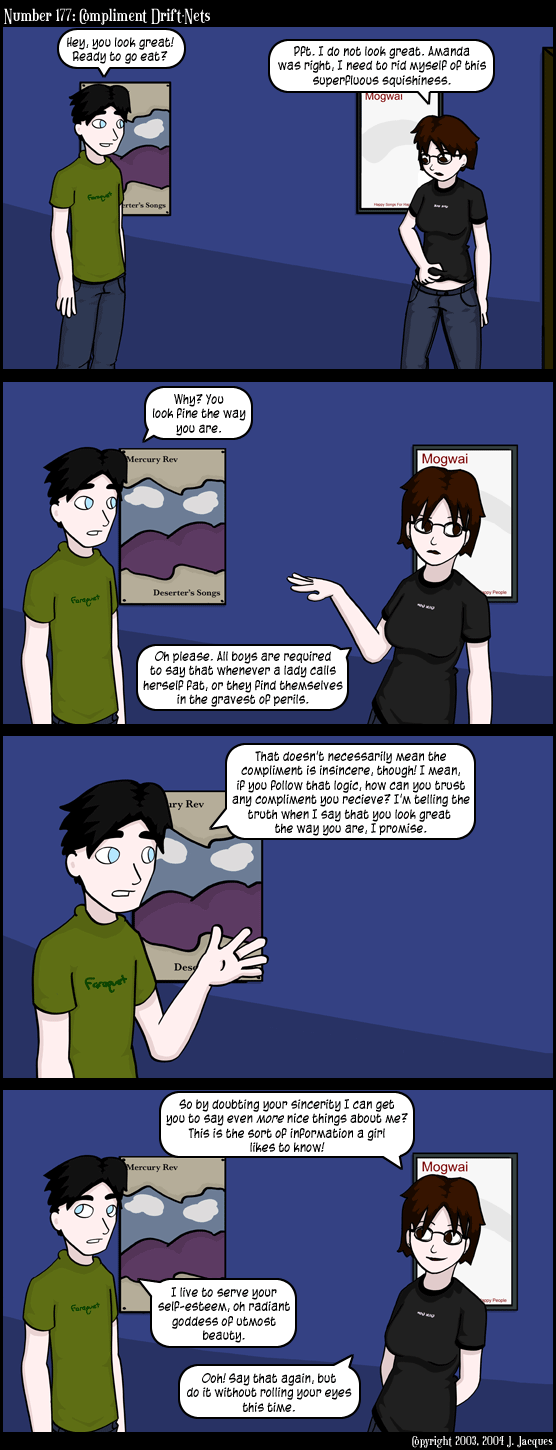 Number 177: Compliment Drift-Nets
Hey, you look great!
Ready to go eat?
Pft. I do not look great. Amanda
was right, I need to rid myself of this
superfluous squishiness.
Faraquet
erter's Songs
Mogwai
Why? You
look fine the way
you are.
Mercury Rev
Deserter's Songs
Faraquet
Mogwai
ppy People
Oh please. All boys are required
to say that whenever a lady calls
herself fat, or they find themselves
in the gravest of perils.
That doesn't necessarily mean the
compliment is insincere, though! I mean,
if you follow that logic, how can you trust
any compliment you recieve? I'm telling the
truth when I say that you look great
the way you are, I promise.
ury Rev
Faraquet
Dese
So by doubting your sincerity I can get
you to say even more nice things about me?
This is the sort of information a girl
likes to know!
Mercury Rev
Mogwai
Faraquet
ppy People
I live to serve your
self-esteem, oh radiant
goddess of utmost
beauty.
Ooh! Say that again, but
do it without rolling your eyes
this time.
Copyright 2003, 2004 J. Jacques